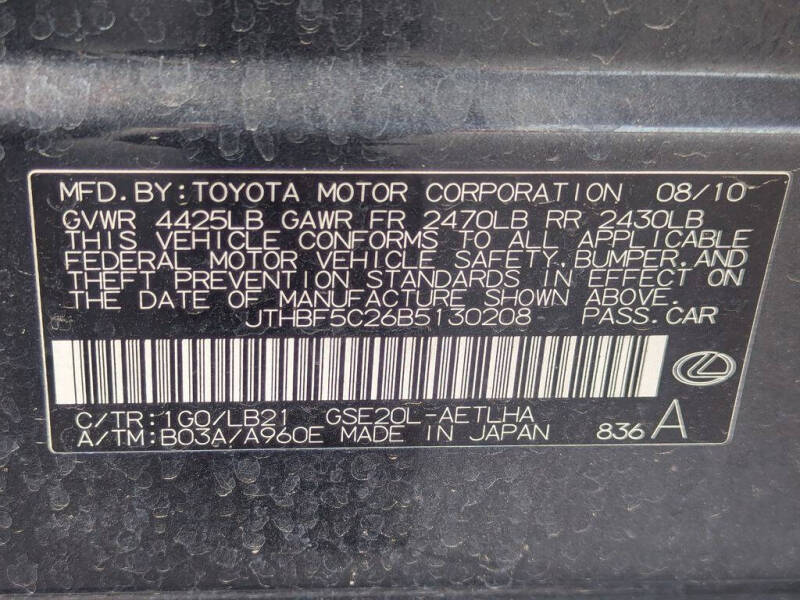 MFD.BY:TOYOTA MOTOR CORPORATION 08/10
GVWR 4425LB GAWR FR 2470LB RR 2430LB
THIS VEHICLE CONFORMS TO ALL APPLICABLE
FEDERAL MOTOR VEHICLE SAFETY,BUMPER,AND
THEFT PREVENTION STANDARDS IN EFFECT ON
THE DATE OF MANUFACTURE SHOWN ABOVE.
JTHBF5C26B5130208 PASS.CAR
C/TR:1G0/LB21 GSE20L-AETLHA
A/TM:B03A/A960E MADE IN JAPAN 836 A